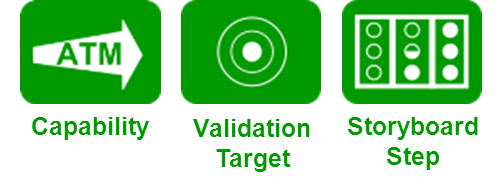 ATM
Capability
Validation
Target
Storyboard
Step